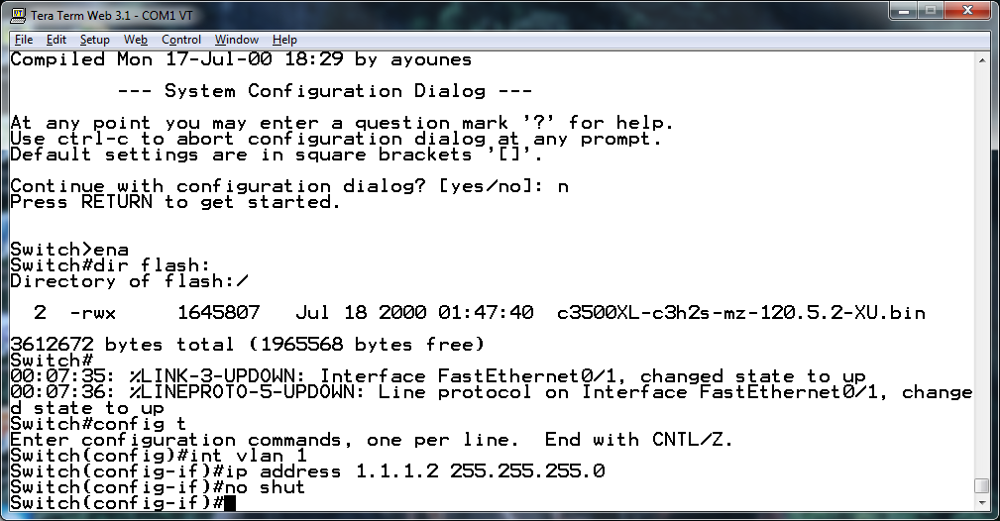 Tera Term Web 3.1 - COM1 VT
File Edit Setup Web Control Window Help
Compiled Mon 17-Jul-00 18:29 by ayounes
--- System Configuration Dialog ---
At any point you may enter a question mark '?' for help.
Use ctrl-c to abort configuration dialog at any prompt.
Default settings are in square brackets '[]'.
Continue with configuration dialog? [yes/no]: n
Press RETURN to get started.
Switch>ena
Switch#dir flash:
Directory of flash:/
2 -rwx 1645807 Jul 18 2000 01:47:40 c3500XL-c3h2s-mz-120.5.2-XU.bin
3612672 bytes total (1965568 bytes free)
Switch#
00:07:35: %LINK-3-UPDOWN: Interface FastEthernet0/1, changed state to up
00:07:36: %LINEPROTO-5-UPDOWN: Line protocol on Interface FastEthernet0/1, change
d state to up
Switch#config t
Enter configuration commands, one per line.  End with CNTL/Z.
Switch(config)#int vlan 1
Switch(config-if)#ip address 1.1.1.2 255.255.255.0
Switch(config-if)#no shut
Switch(config-if)#